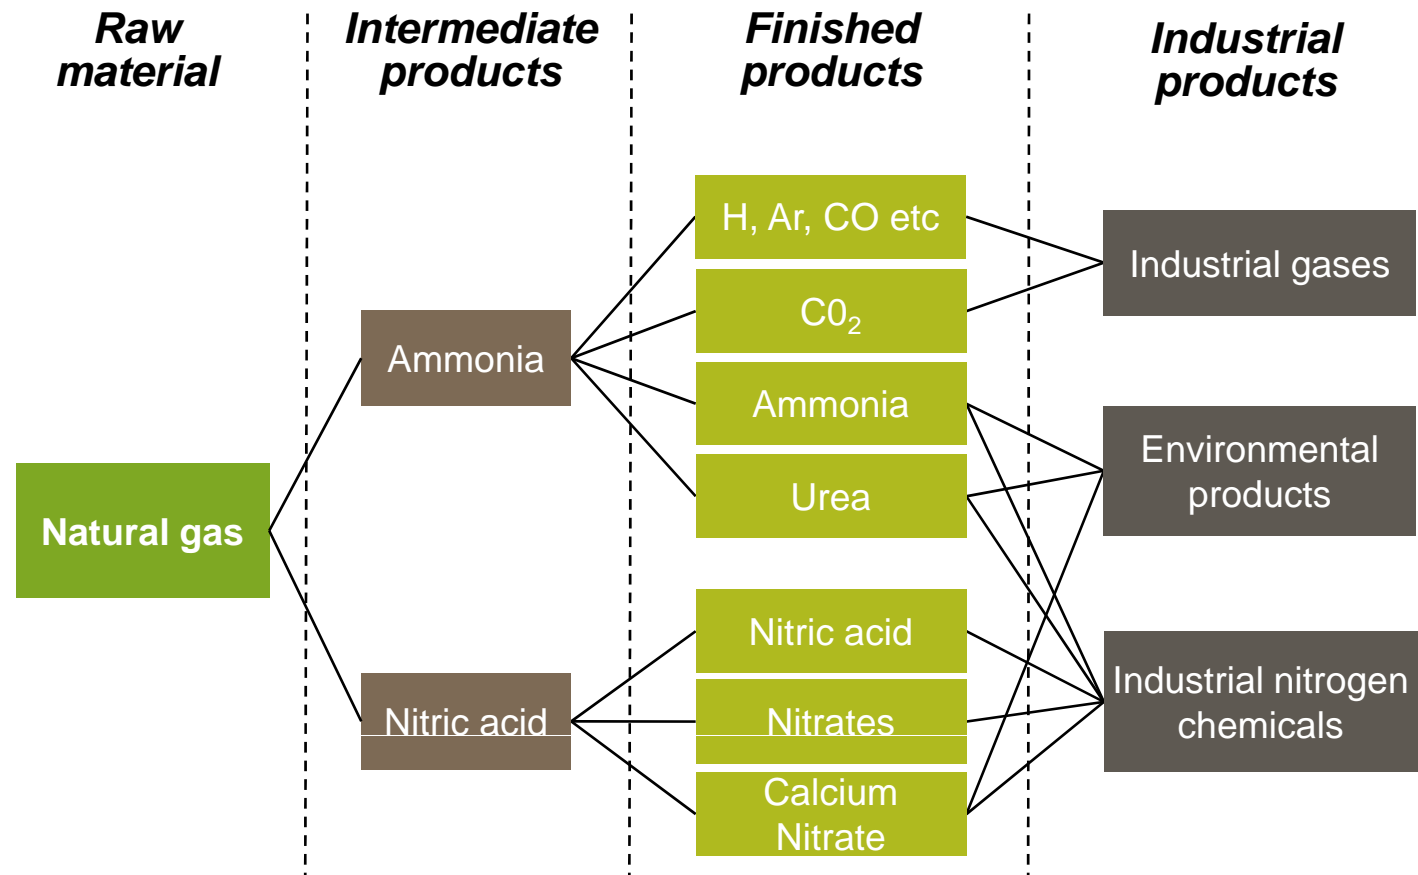 Raw
material
Intermediate
products
Finished
products
Industrial
products
H, Ar, CO etc
Industrial gases
C0₂
Ammonia
Ammonia
Environmental
products
Urea
Natural gas
Nitric acid
Industrial nitrogen
chemicals
Nitric acid
Nitrates
Calcium
Nitrate